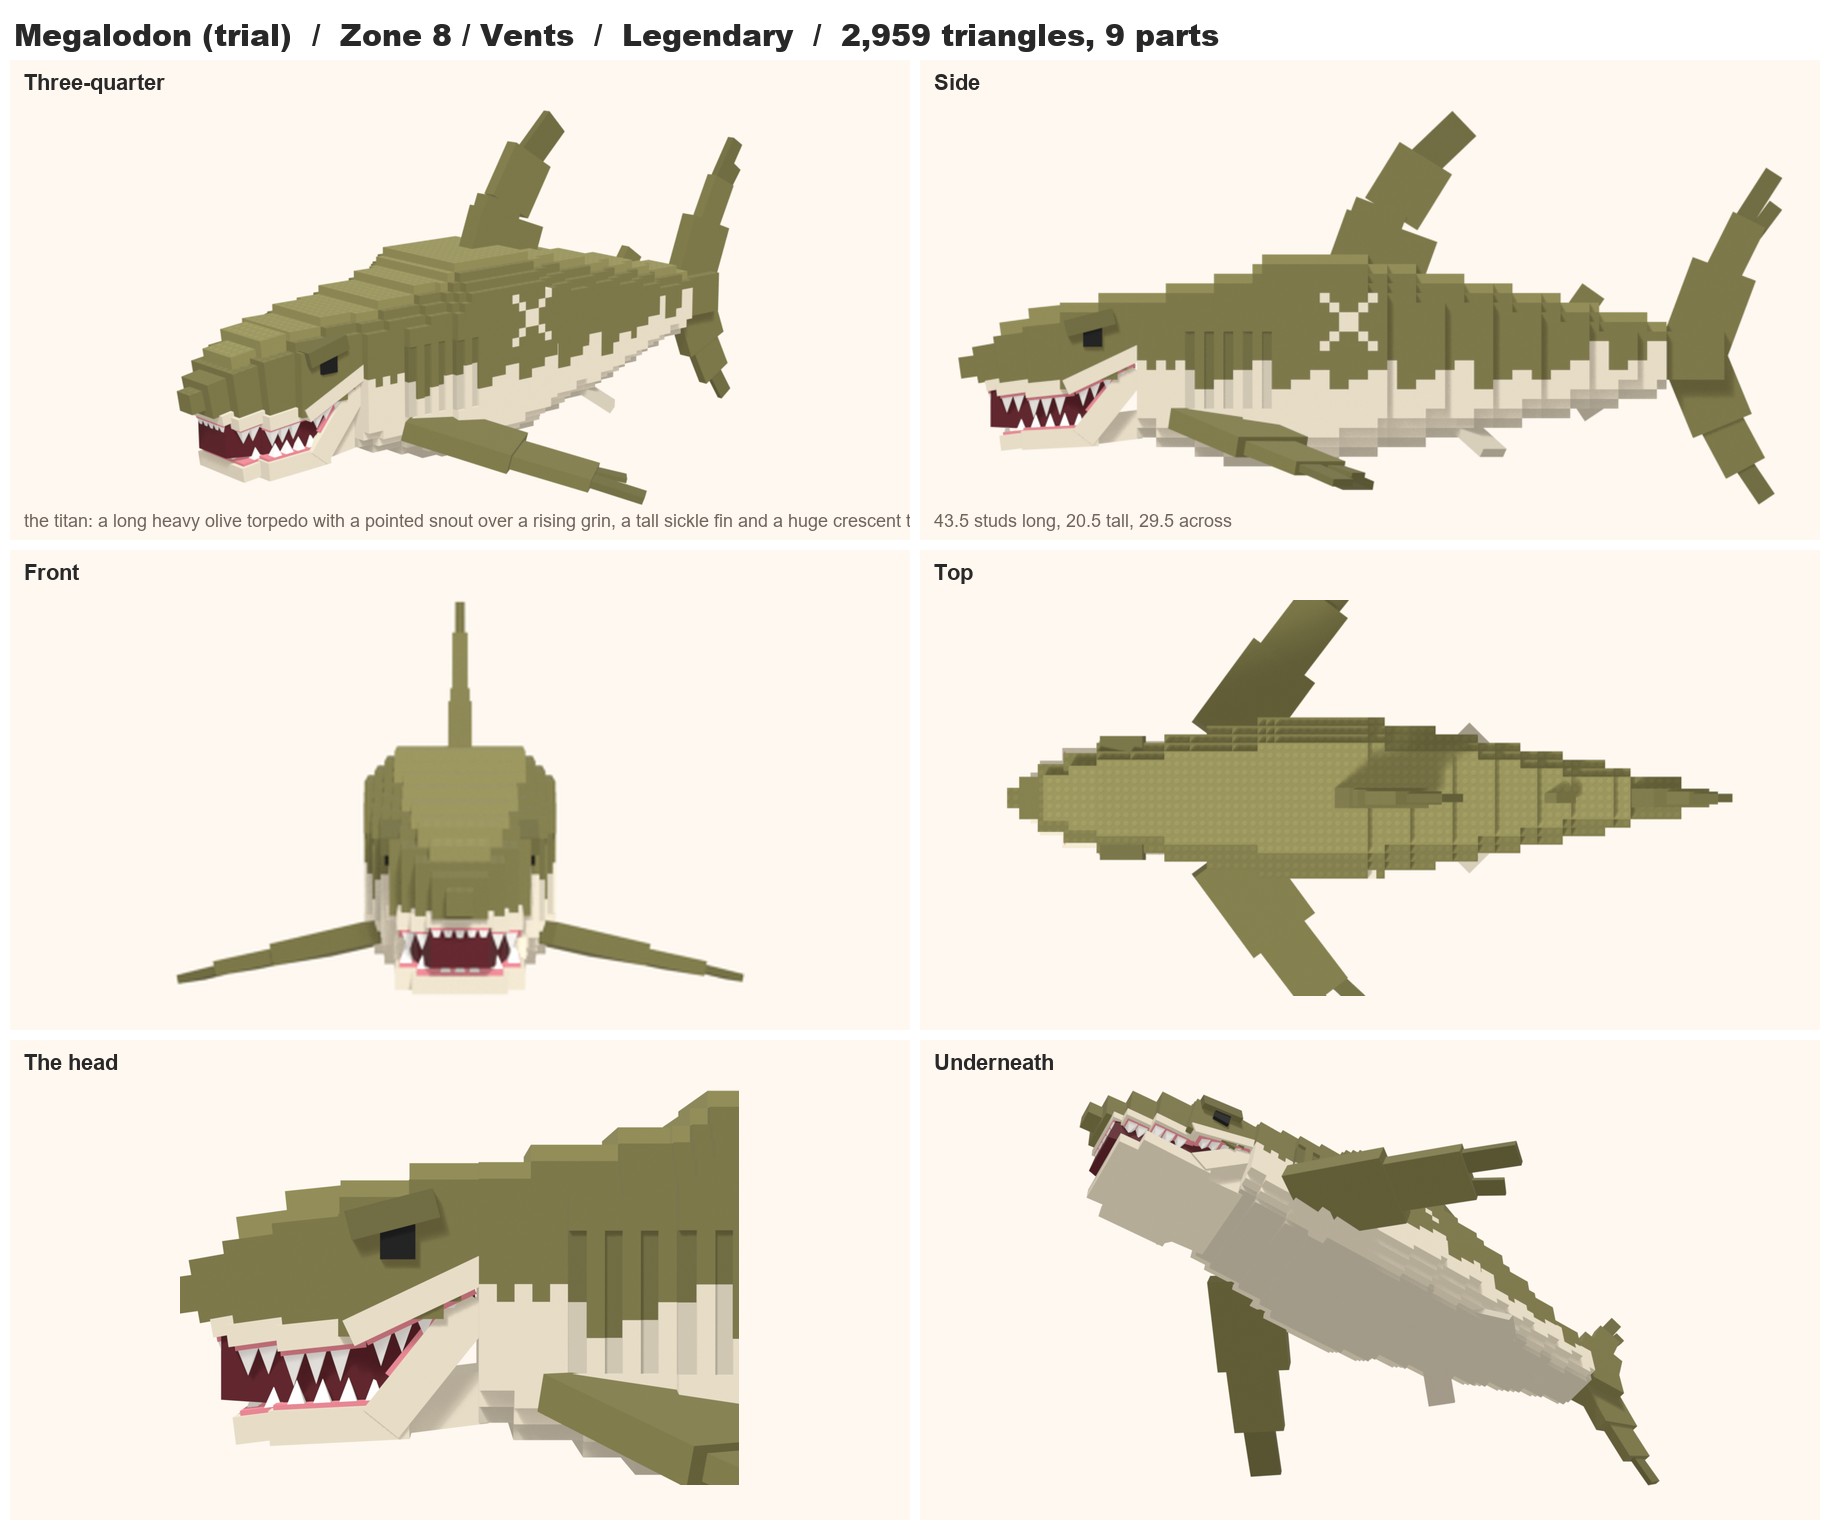 Megalodon (trial) / Zone 8 / Vents / Legendary / 2,959 triangles, 9 parts
Three-quarter
Side
the titan: a long heavy olive torpedo with a pointed snout over a rising grin, a tall sickle fin and a huge crescent t
43.5 studs long, 20.5 tall, 29.5 across
Front
Top
The head
Underneath